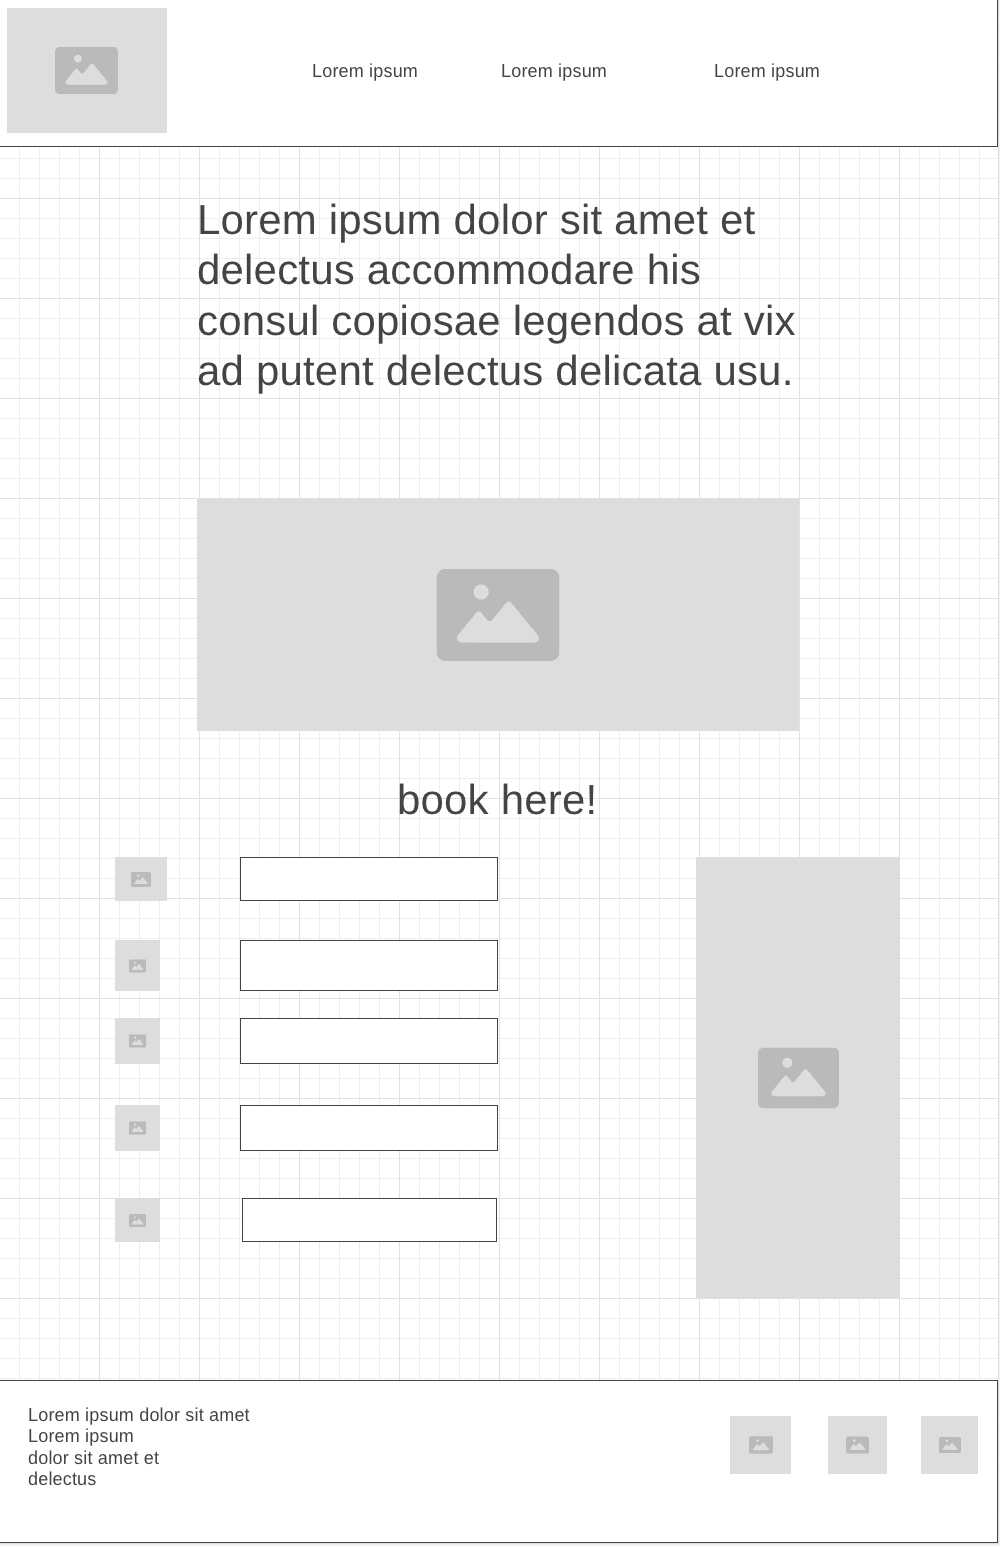 Lorem ipsum
Lorem ipsum
Lorem ipsum
Lorem ipsum dolor sit amet et
delectus accommodare his
consul copiosae legendos at vix
ad putent delectus delicata usu.
book here!
Lorem ipsum dolor sit amet
Lorem ipsum
dolor sit amet et
delectus